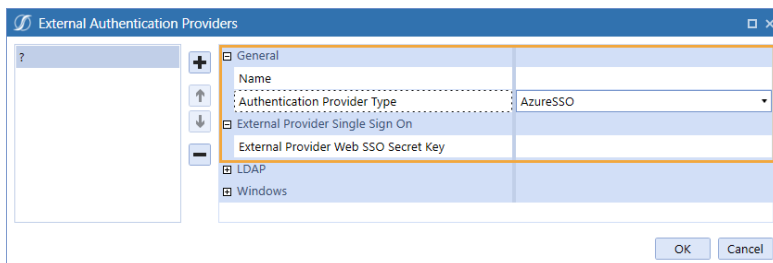 External Authentication Providers
?
General
Name
Authentication Provider Type AzureSSO
External Provider Single Sign On
External Provider Web SSO Secret Key
LDAP
Windows
OK Cancel